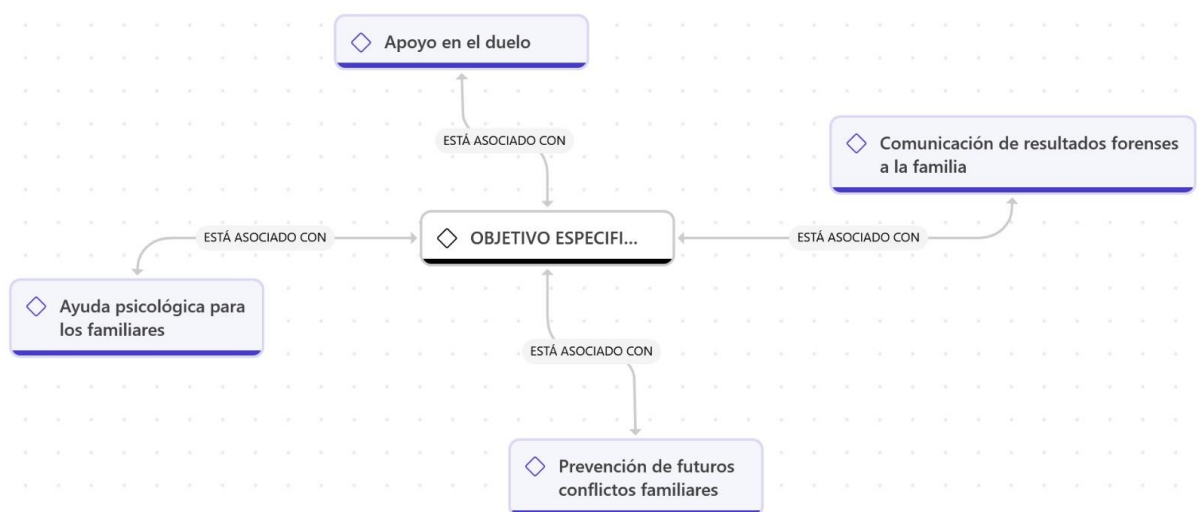 Apoyo en el duelo
ESTÁ ASOCIADO CON
Comunicación de resultados forenses
a la familia
ESTÁ ASOCIADO CON
OBJETIVO ESPECIFI...
ESTÁ ASOCIADO CON
Ayuda psicológica para
los familiares
ESTÁ ASOCIADO CON
Prevención de futuros
conflictos familiares